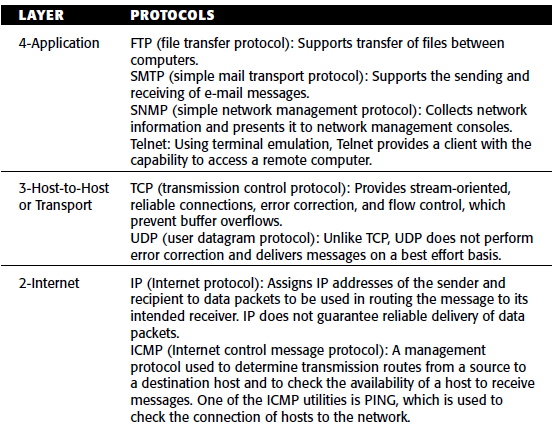 LAYER PROTOCOLS
4-Application FTP (file transfer protocol): Supports transfer of files between
computers.
SMTP (simple mail transport protocol): Supports the sending and
receiving of e-mail messages.
SNMP (simple network management protocol): Collects network
information and presents it to network management consoles.
Telnet: Using terminal emulation, Telnet provides a client with the
capability to access a remote computer.
3-Host-to-Host TCP (transmission control protocol): Provides stream-oriented,
or Transport reliable connections, error correction, and flow control, which
prevent buffer overflows.
UDP (user datagram protocol): Unlike TCP, UDP does not perform
error correction and delivers messages on a best effort basis.
2-Internet IP (Internet protocol): Assigns IP addresses of the sender and
recipient to data packets to be used in routing the message to its
intended receiver. IP does not guarantee reliable delivery of data
packets.
ICMP (Internet control message protocol): A management
protocol used to determine transmission routes from a source to
a destination host and to check the availability of a host to receive
messages. One of the ICMP utilities is PING, which is used to
check the connection of hosts to the network.